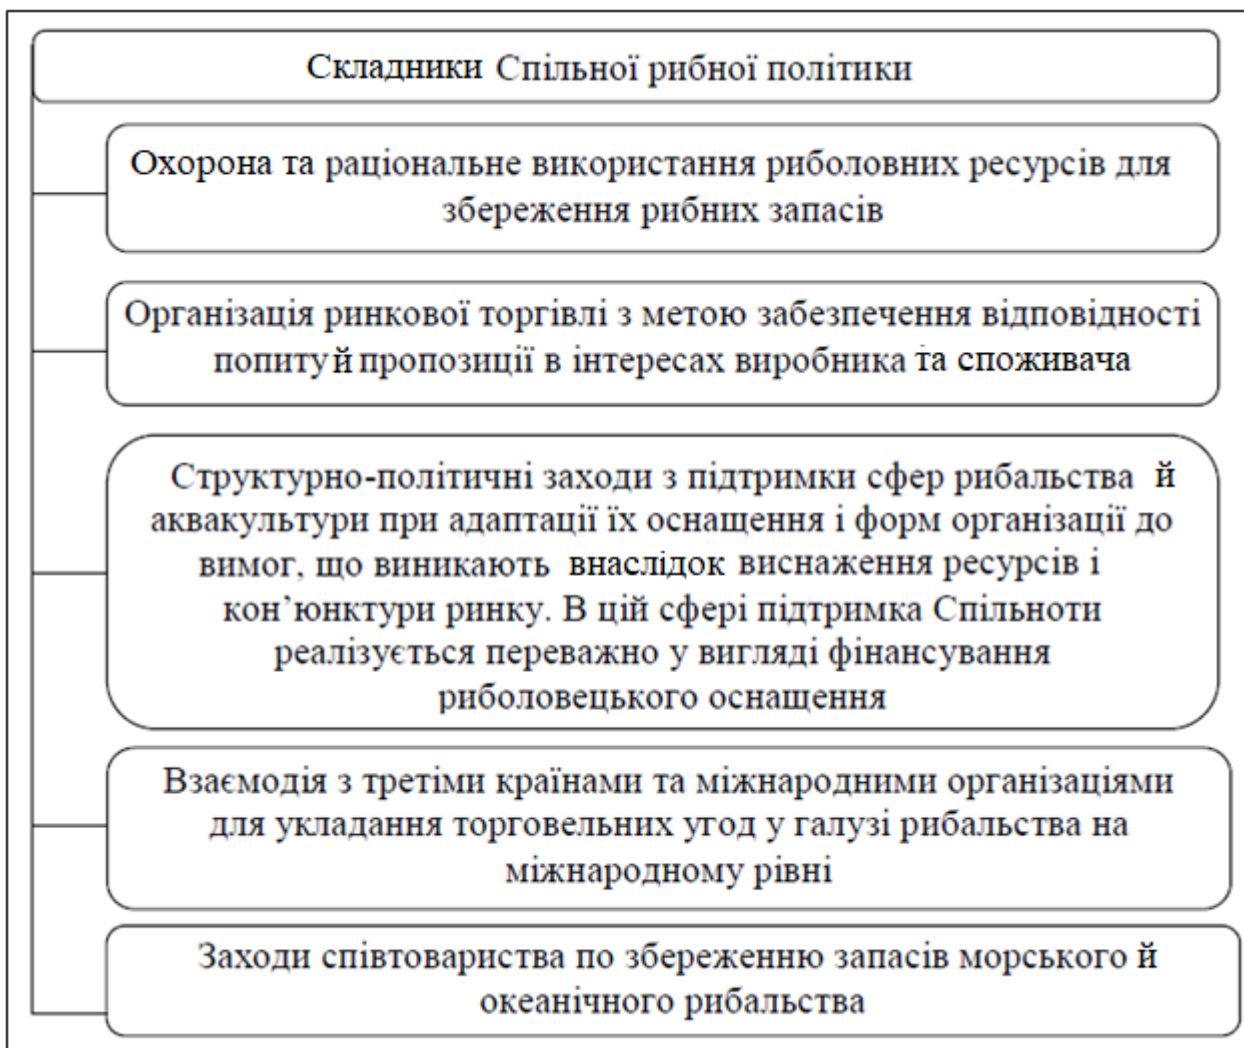 Складники Спільної рибної політики
Охорона та раціональне використання риболовних ресурсів для
збереження рибних запасів
Організація ринкової торгівлі з метою забезпечення відповідності
попиту й пропозиції в інтересах виробника та споживача
Структурно-політичні заходи з підтримки сфер рибальства й
аквакультури при адаптації їх оснащення і форм організації до
вимог, що виникають внаслідок виснаження ресурсів і
кон’юнктури ринку. В цій сфері підтримка Спільноти
реалізується переважно у вигляді фінансування
риболовецького оснащення
Взаємодія з третіми країнами та міжнародними організаціями
для укладання торговельних угод у галузі рибальства на
міжнародному рівні
Заходи співтовариства по збереженню запасів морського й
океанічного рибальства